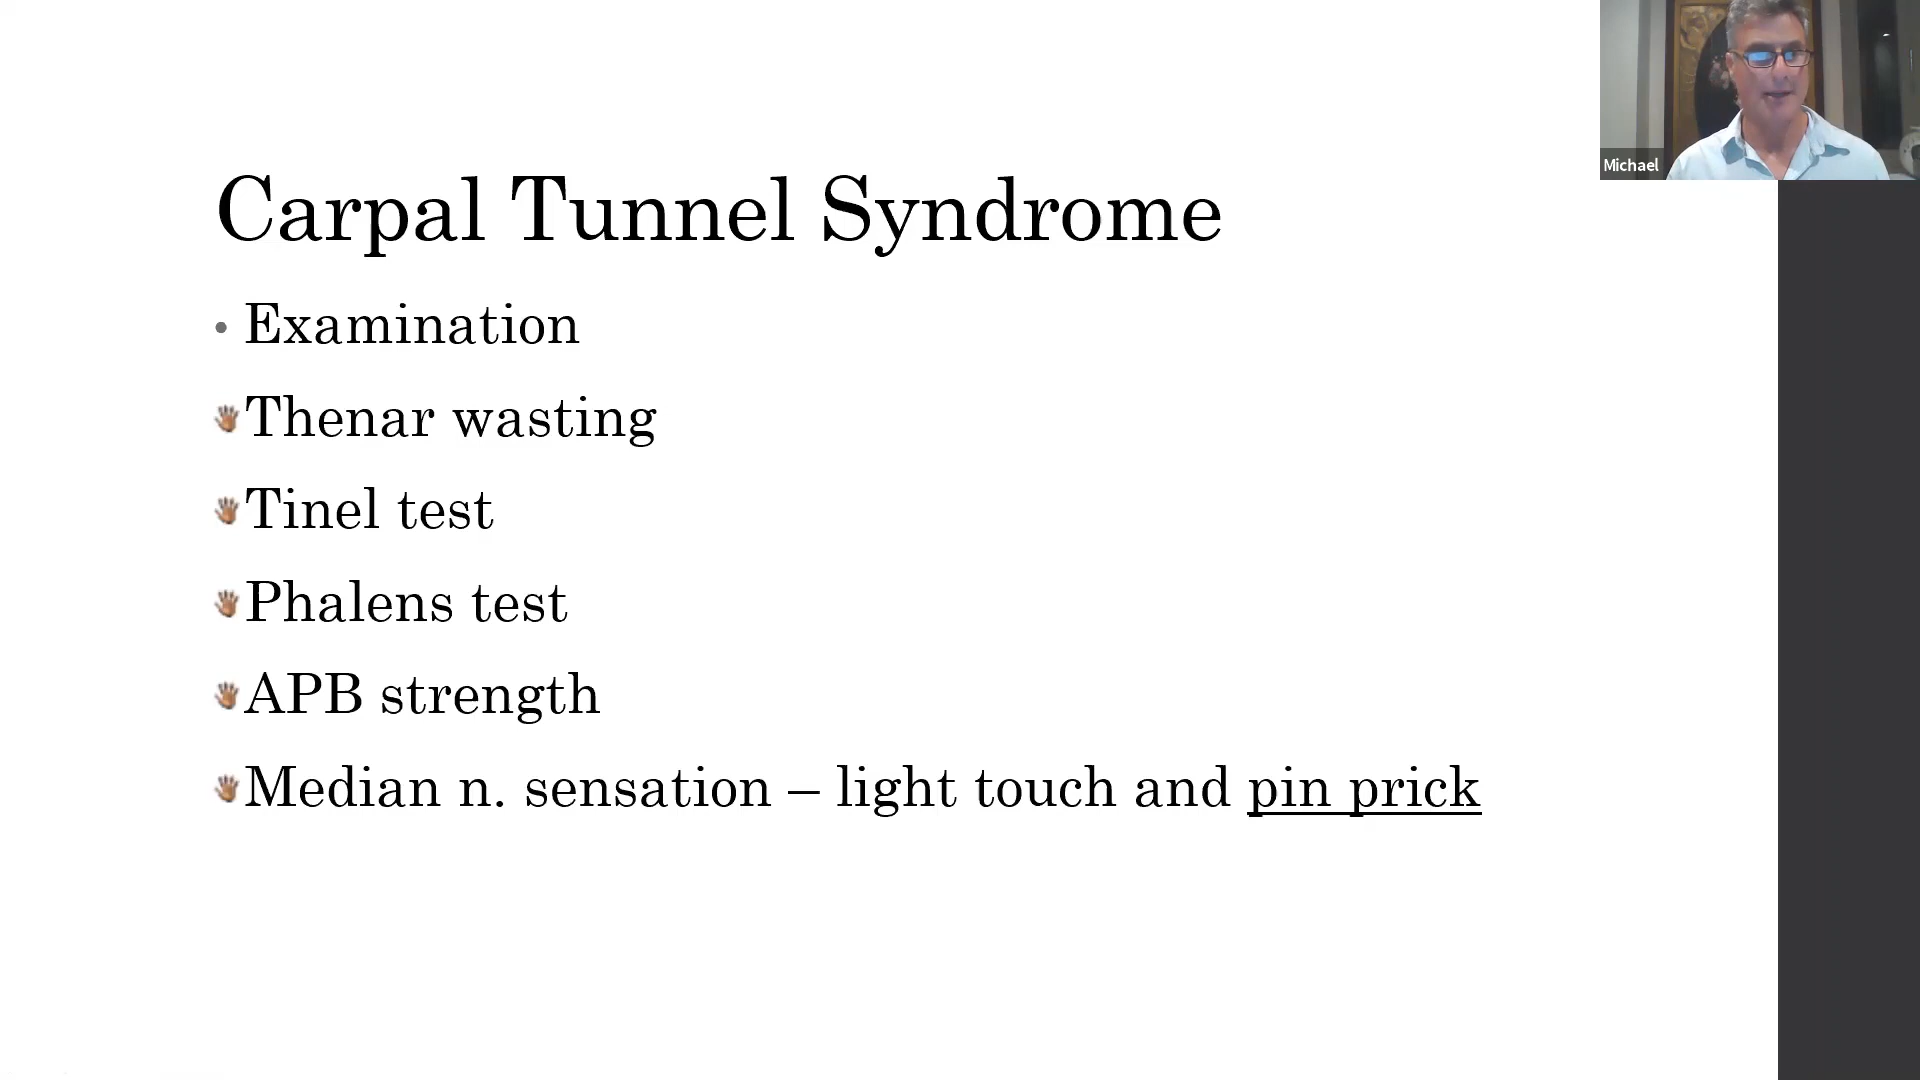 Michael
Carpal Tunnel Syndrome
• Examination
Thenar wasting
Tinel test
Phalens test
APB strength
Median n. sensation – light touch and pin prick